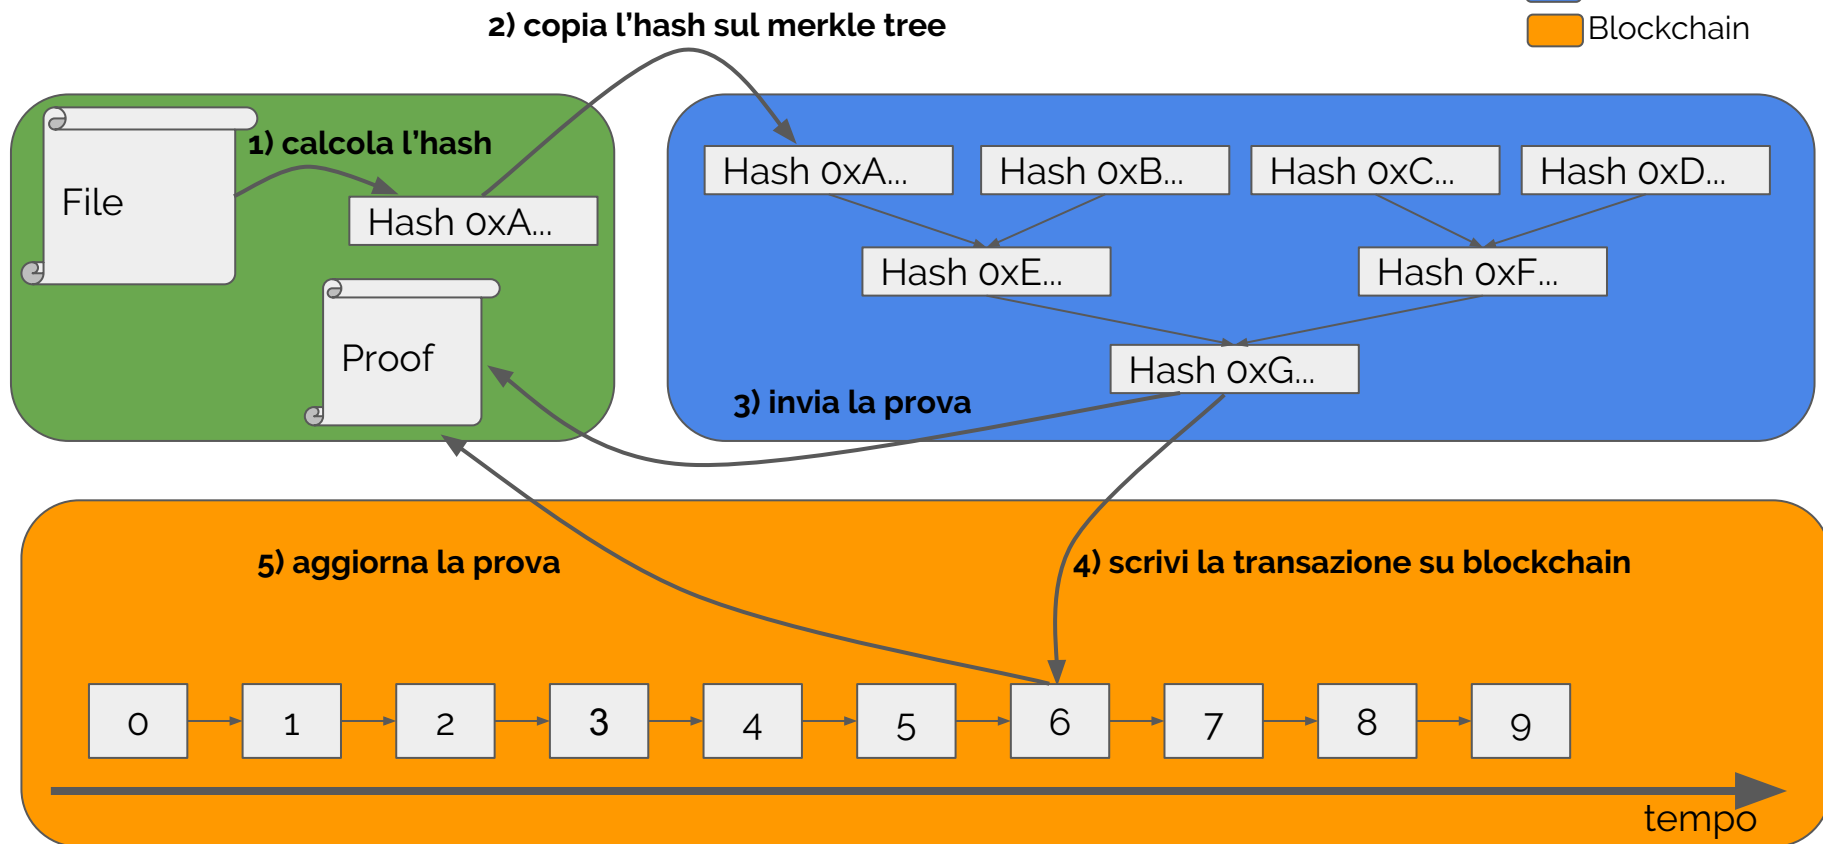 2) copia l'hash sul merkle tree
Blockchain
1) calcola l'hash
File
Hash 0xA...
Proof
Hash 0xA...
Hash 0xB...
Hash 0xC...
Hash 0xD...
Hash 0xE...
Hash 0xF...
Hash 0xG...
3) invia la prova
5) aggiorna la prova
4) scrivi la transazione su blockchain
0
1
2
3
4
5
6
7
8
9
tempo